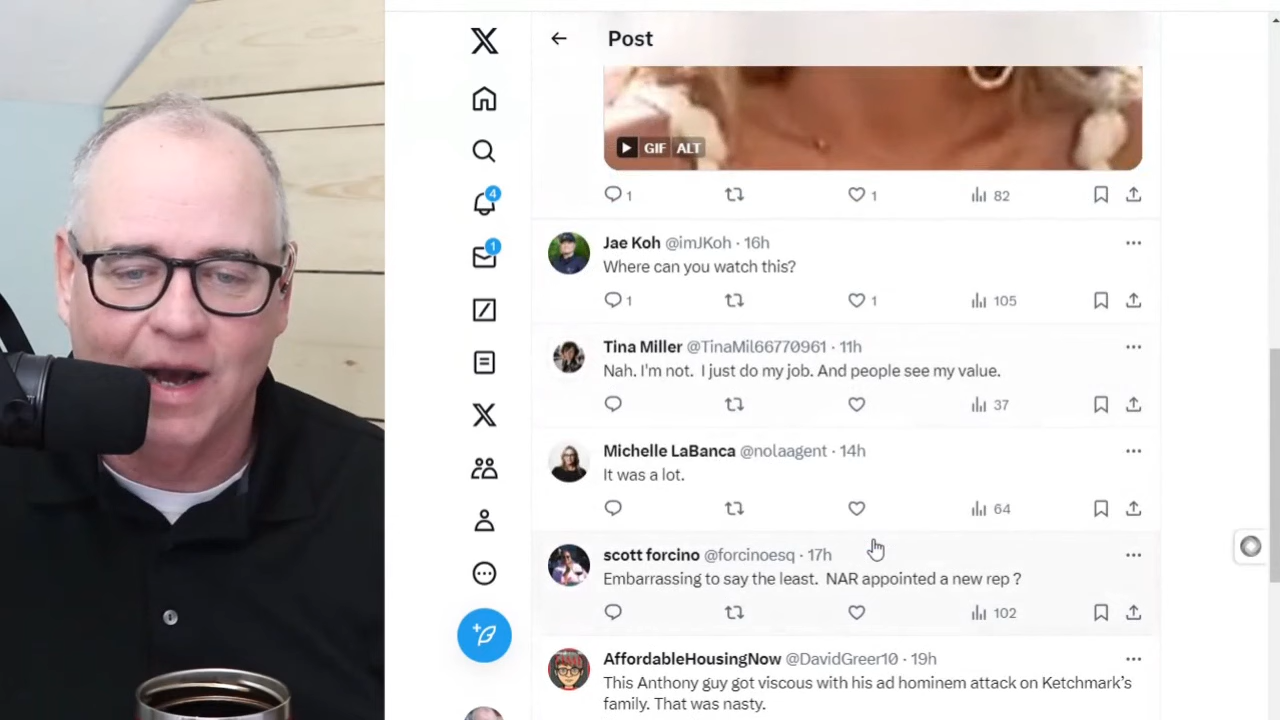 Post
GIF ALT
1 1 82
4
Jae Koh @imJKoh · 16h
1
Where can you watch this?
1 1 105
Tina Miller @TinaMil66770961 · 11h
Nah. I'm not. I just do my job. And people see my value.
37
Michelle LaBanca @nolaagent · 14h
It was a lot.
64
scott forcino @forcinoesq · 17h
Embarrassing to say the least. NAR appointed a new rep ?
102
AffordableHousingNow @DavidGreer10 · 19h
This Anthony guy got viscous with his ad hominem attack on Ketchmark's
family. That was nasty.